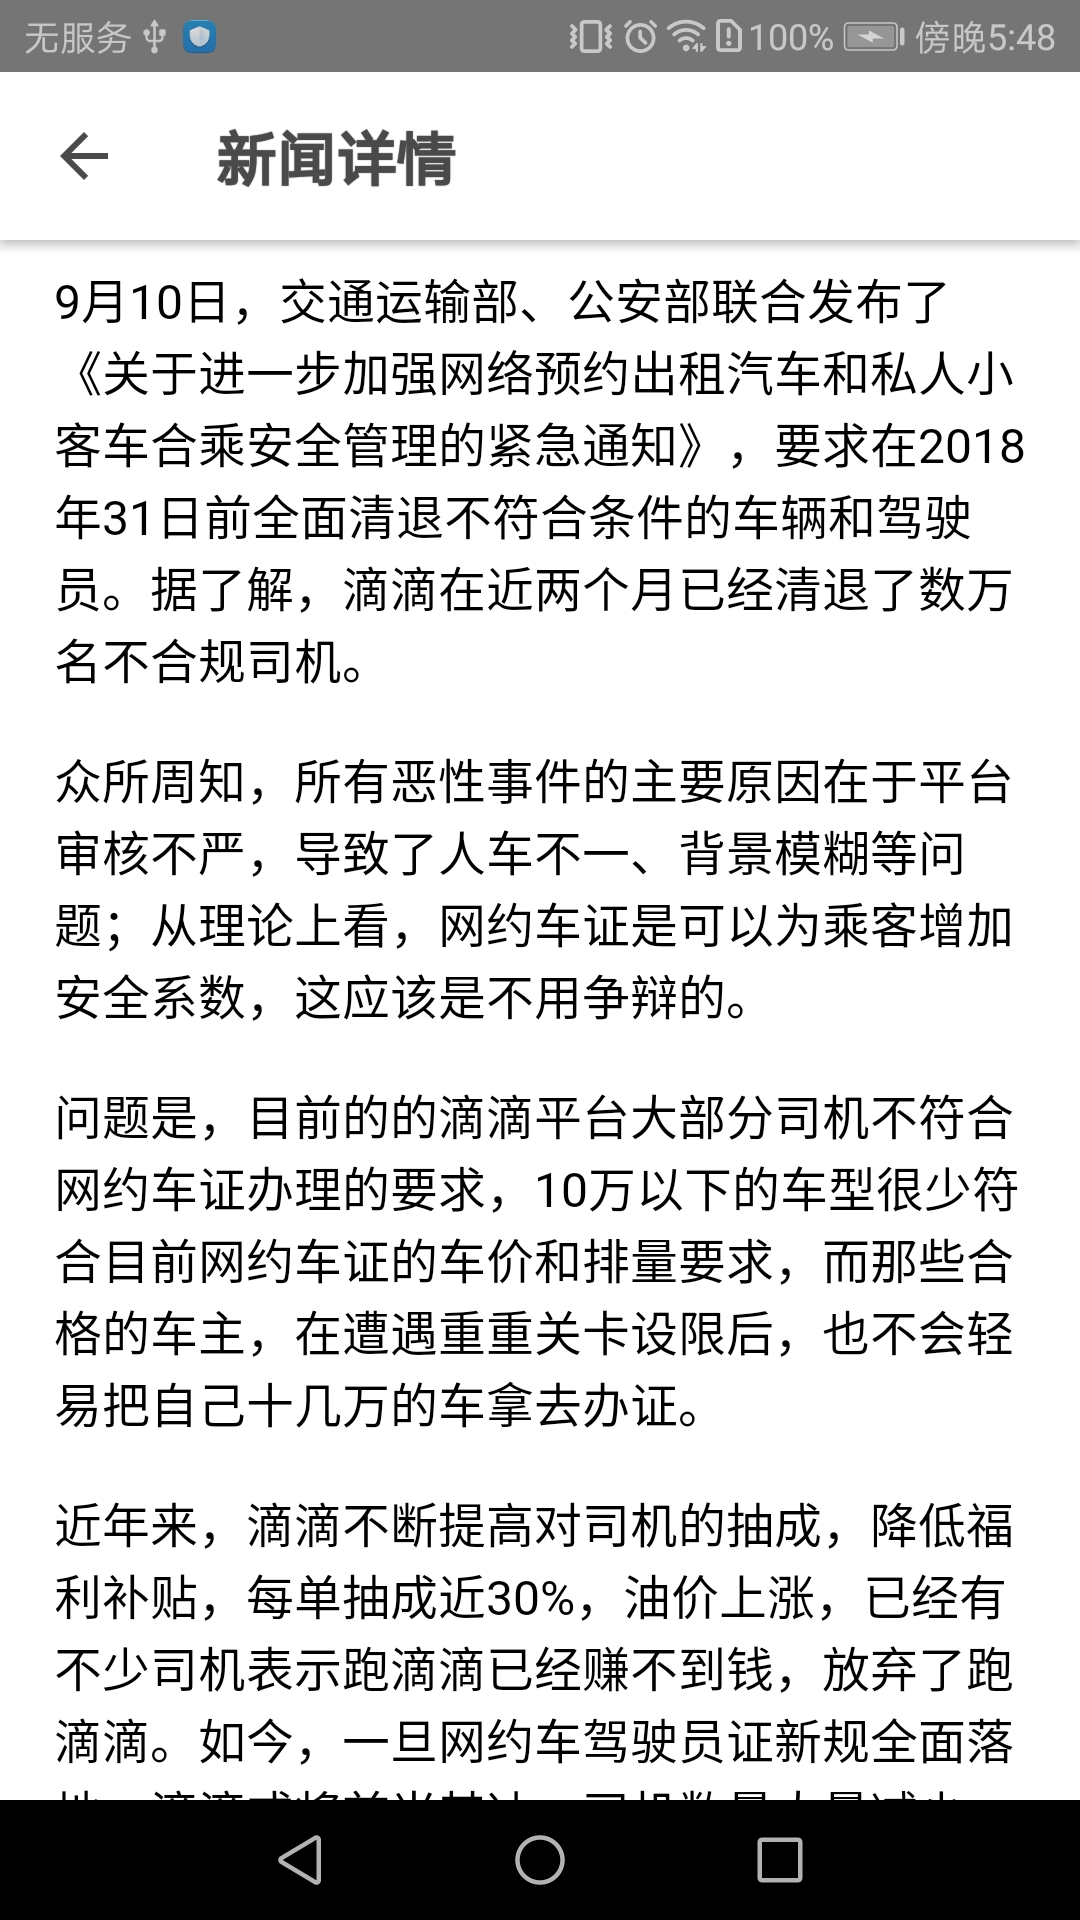 无服务 100% 傍晚5:48
新闻详情
9月10日，交通运输部、公安部联合发布了
《关于进一步加强网络预约出租汽车和私人小
客车合乘安全管理的紧急通知》，要求在2018
年31日前全面清退不符合条件的车辆和驾驶
员。据了解，滴滴在近两个月已经清退了数万
名不合规司机。
众所周知，所有恶性事件的主要原因在于平台
审核不严，导致了人车不一、背景模糊等问
题；从理论上看，网约车证是可以为乘客增加
安全系数，这应该是不用争辩的。
问题是，目前的的滴滴平台大部分司机不符合
网约车证办理的要求，10万以下的车型很少符
合目前网约车证的车价和排量要求，而那些合
格的车主，在遭遇重重关卡设限后，也不会轻
易把自己十几万的车拿去办证。
近年来，滴滴不断提高对司机的抽成，降低福
利补贴，每单抽成近30%，油价上涨，已经有
不少司机表示跑滴滴已经赚不到钱，放弃了跑
滴滴。如今，一旦网约车驾驶员证新规全面落